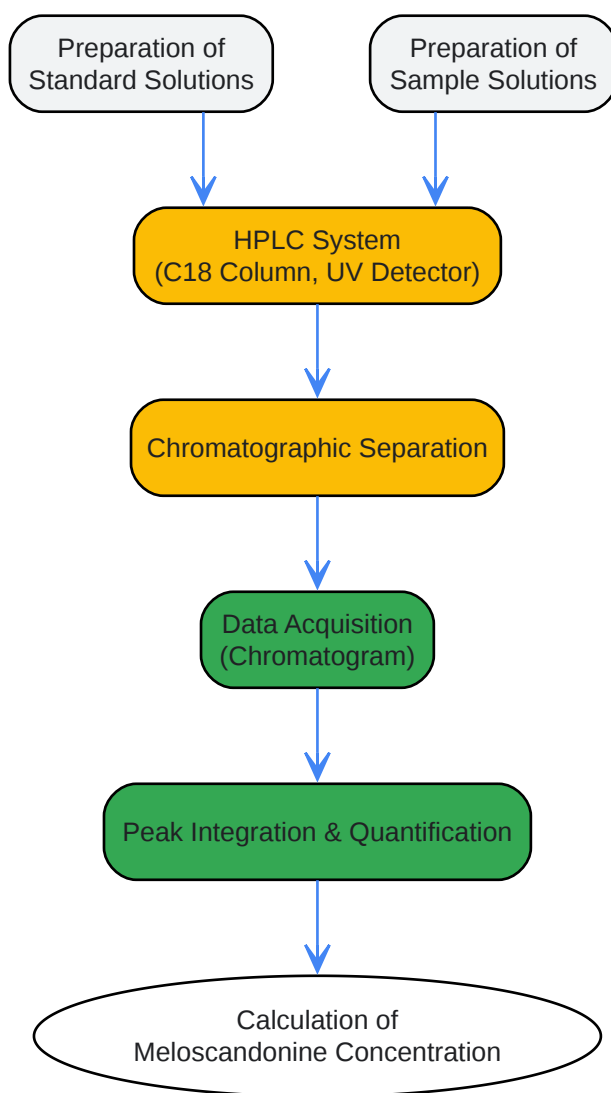 Preparation of
Standard Solutions
Preparation of
Sample Solutions
HPLC System
(C18 Column, UV Detector)
Chromatographic Separation
Data Acquisition
(Chromatogram)
Peak Integration & Quantification
Calculation of
Meloscandonine Concentration